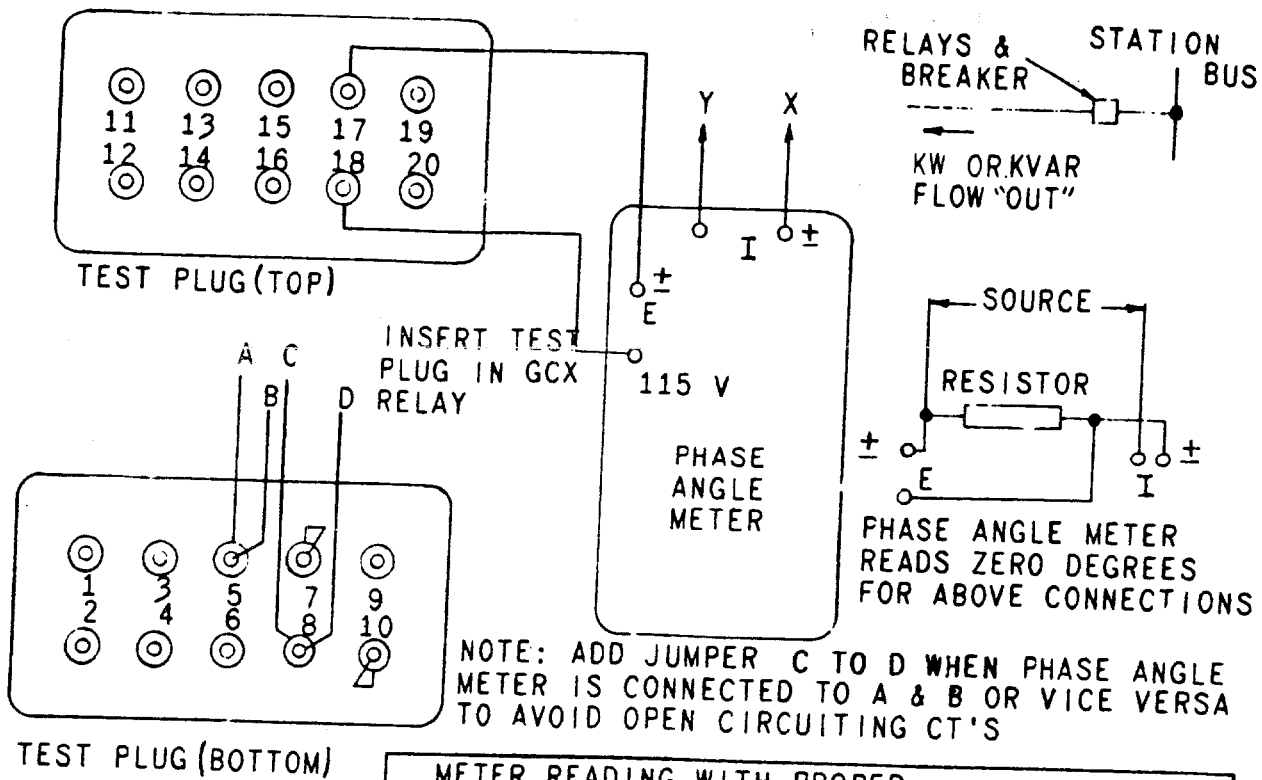 11 13 15 17 19
12 14 16 18 20
TEST PLUG (TOP)
Y X
I ±
±
E
115 V
PHASE
ANGLE
METER
INSERT TEST
PLUG IN GCX
RELAY
A C
B D
1 3 5 7 9
2 4 6 8 10
TEST PLUG (BOTTOM)
RELAYS &
BREAKER
STATION
BUS
KW OR KVAR
FLOW "OUT"
SOURCE
RESISTOR
± ±
E I
PHASE ANGLE METER
READS ZERO DEGREES
FOR ABOVE CONNECTIONS
NOTE: ADD JUMPER C TO D WHEN PHASE ANGLE
METER IS CONNECTED TO A & B OR VICE VERSA
TO AVOID OPEN CIRCUITING CT'S
METER READING WITH PROPER